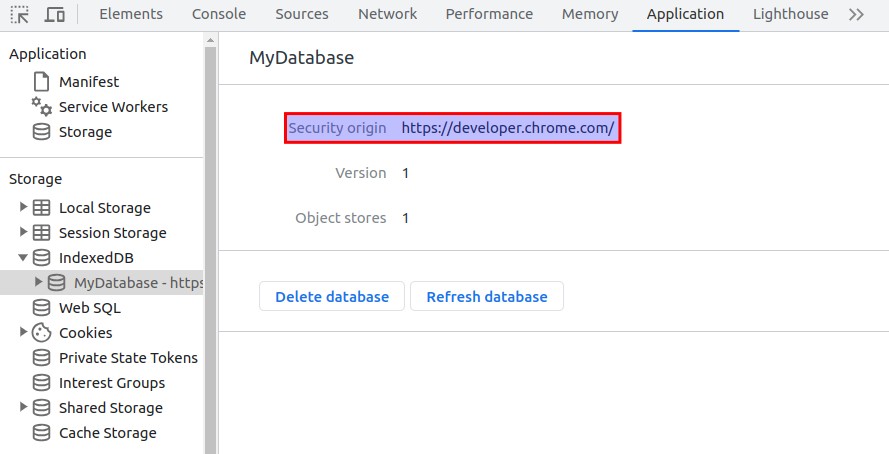 Elements Console Sources Network Performance Memory Application Lighthouse
Application
Manifest
Service Workers
Storage
Storage
Local Storage
Session Storage
IndexedDB
MyDatabase - https
Web SQL
Cookies
Private State Tokens
Interest Groups
Shared Storage
Cache Storage
MyDatabase
Security origin https://developer.chrome.com/
Version 1
Object stores 1
Delete database Refresh database